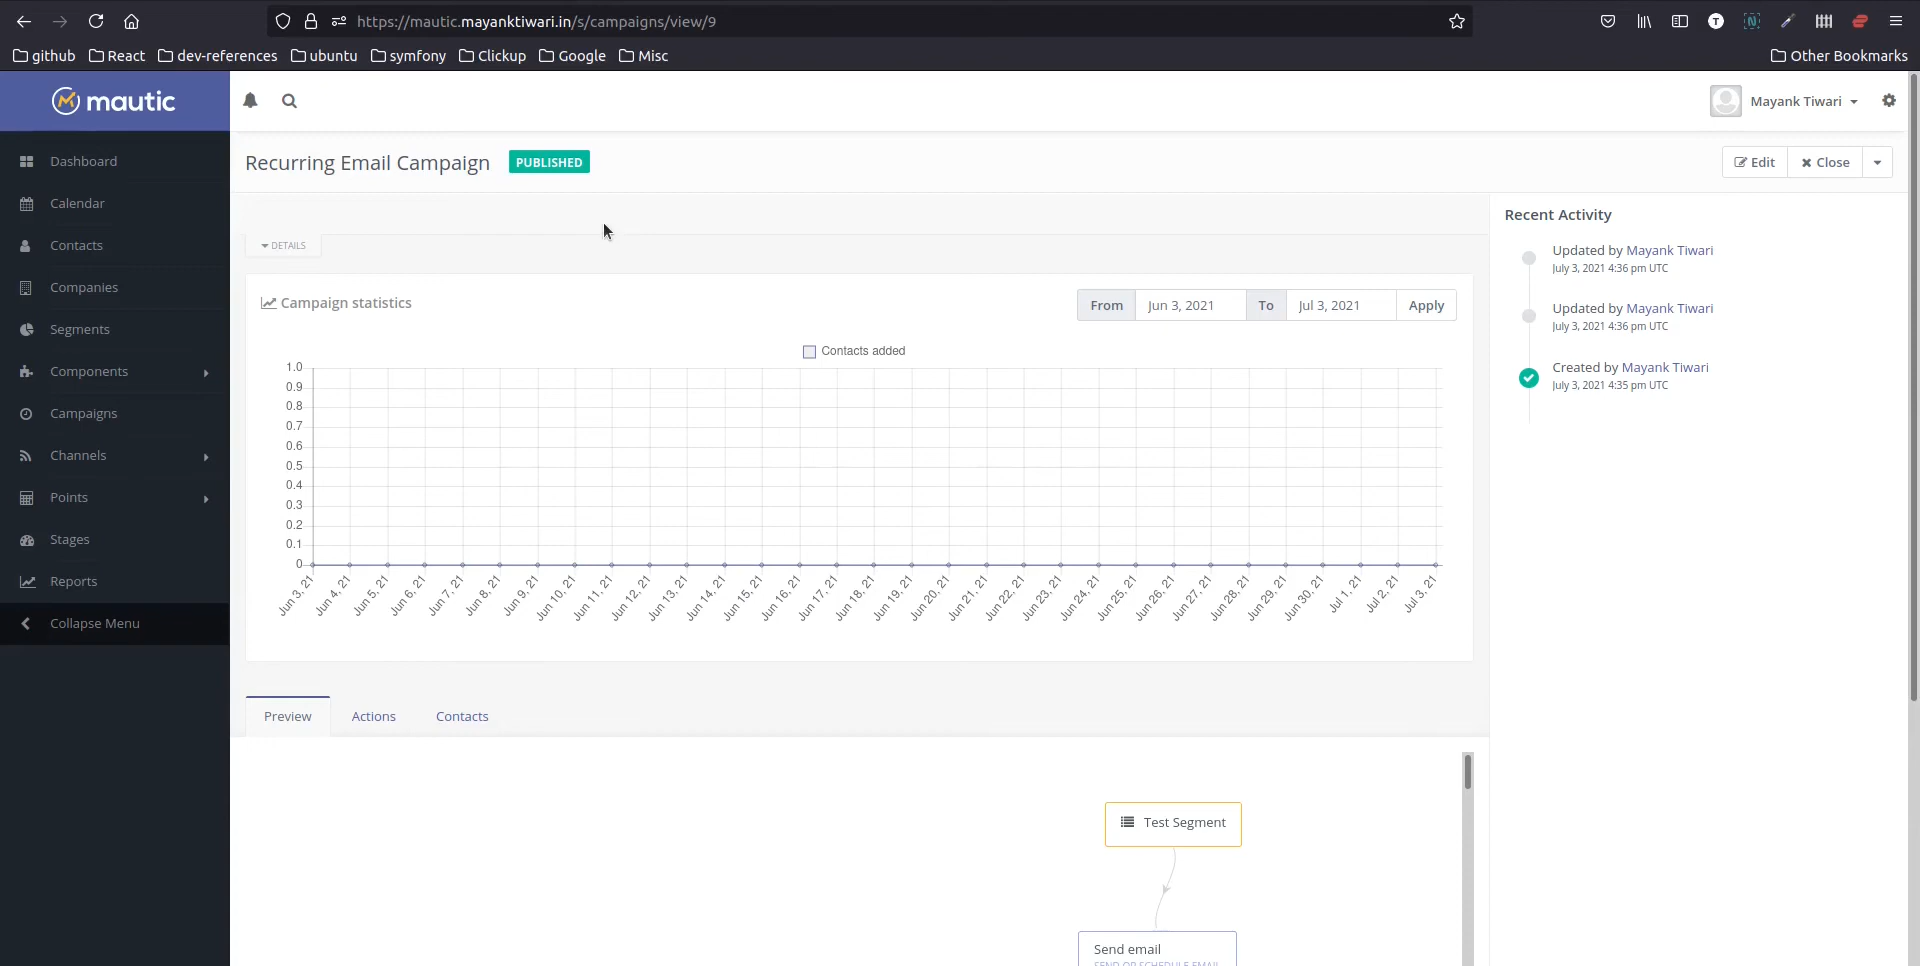 https://mautic.mayanktiwari.in/s/campaigns/view/9
github React dev-references ubuntu symfony Clickup Google Misc Other Bookmarks
mautic
Mayank Tiwari
Dashboard
Calendar
Contacts
Companies
Segments
Components
Campaigns
Channels
Points
Stages
Reports
Collapse Menu
Recurring Email Campaign PUBLISHED
Edit Close
DETAILS
Campaign statistics
From Jun 3, 2021 To Jul 3, 2021 Apply
Contacts added
1.0
0.9
0.8
0.7
0.6
0.5
0.4
0.3
0.2
0.1
0
Jun 3, 21 Jun 4, 21 Jun 5, 21 Jun 6, 21 Jun 7, 21 Jun 8, 21 Jun 9, 21 Jun 10, 21 Jun 11, 21 Jun 12, 21 Jun 13, 21 Jun 14, 21 Jun 15, 21 Jun 16, 21 Jun 17, 21 Jun 18, 21 Jun 19, 21 Jun 20, 21 Jun 21, 21 Jun 22, 21 Jun 23, 21 Jun 24, 21 Jun 25, 21 Jun 26, 21 Jun 27, 21 Jun 28, 21 Jun 29, 21 Jun 30, 21 Jul 1, 21 Jul 2, 21 Jul 3, 21
Recent Activity
Updated by Mayank Tiwari
July 3, 2021 4:36 pm UTC
Updated by Mayank Tiwari
July 3, 2021 4:36 pm UTC
Created by Mayank Tiwari
July 3, 2021 4:35 pm UTC
Preview Actions Contacts
Test Segment
Send email
SEND OR SCHEDULE EMAIL